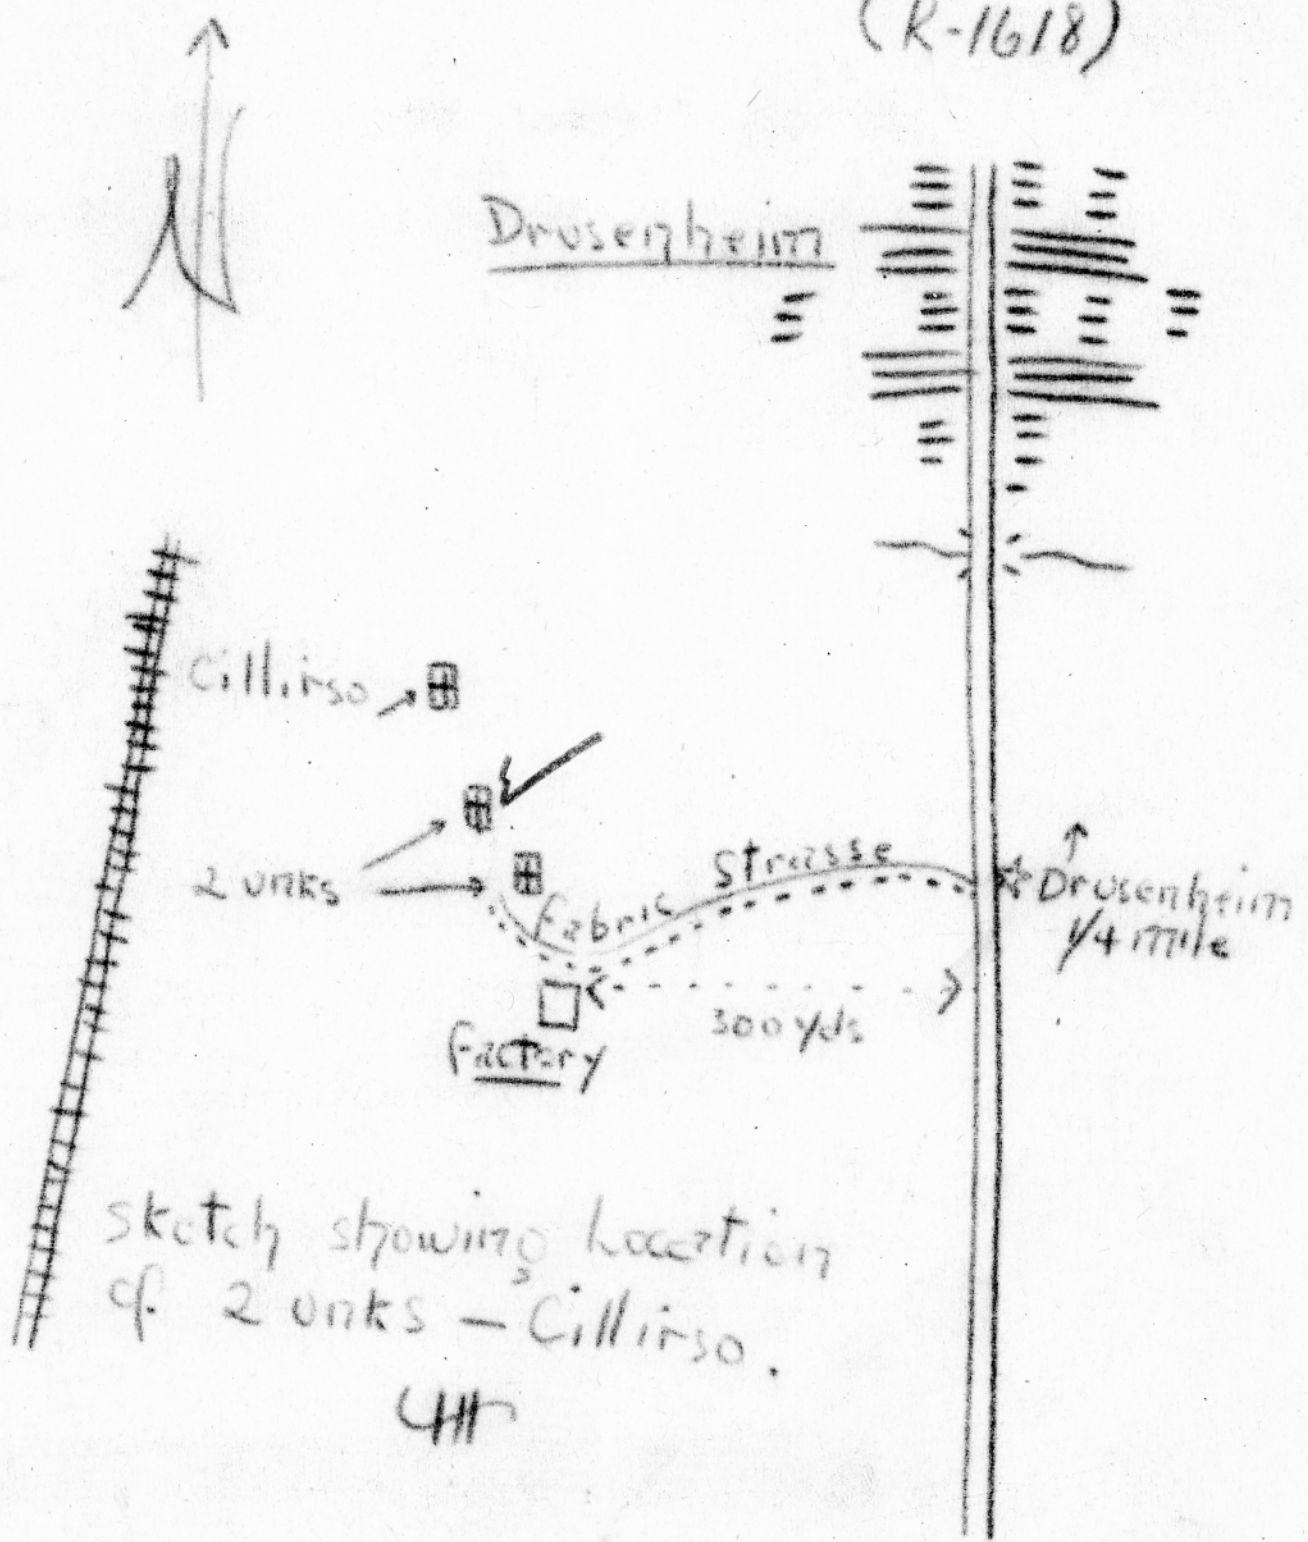 (R-1618)
N
Drusenheim
Cillirso
2 unks
Fabric Strasse
Drusenheim
1/4 mile
300 yds
factory
sketch showing Location
of 2 unks – Cillirso.